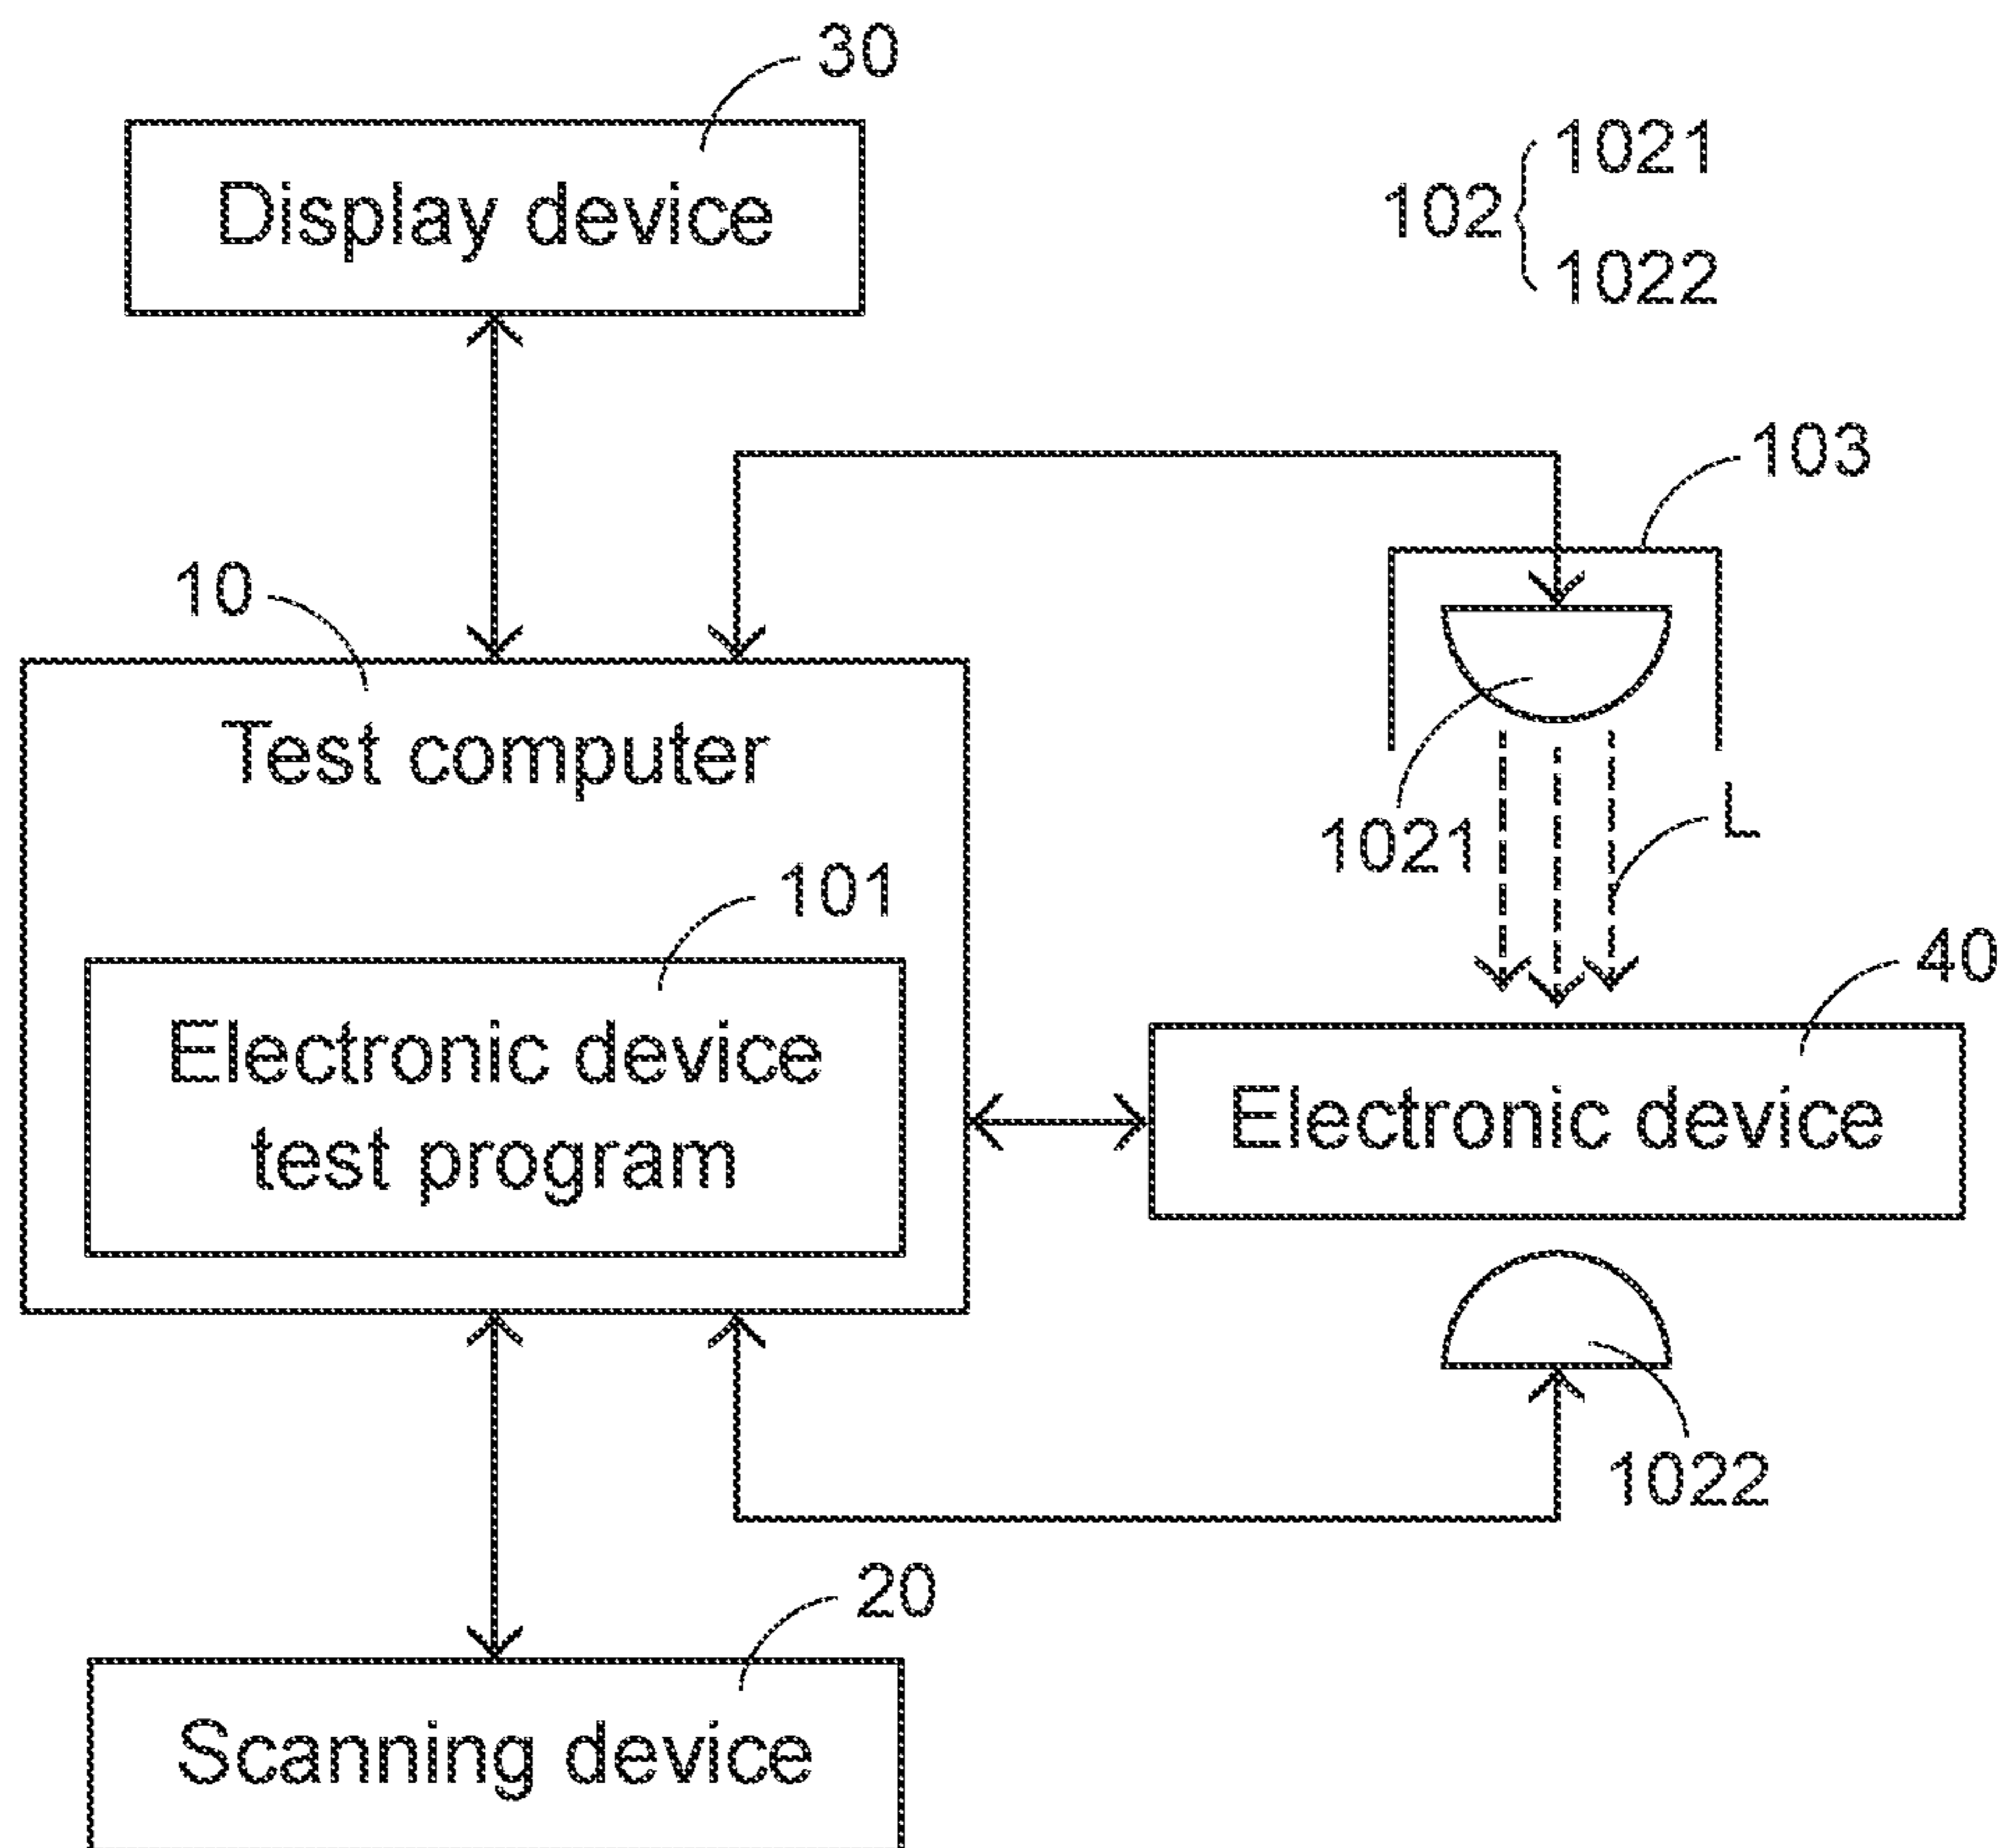 30
Display device
102
1021
1022
103
10
Test computer
1021
L
101
Electronic device
test program
40
Electronic device
1022
20
Scanning device